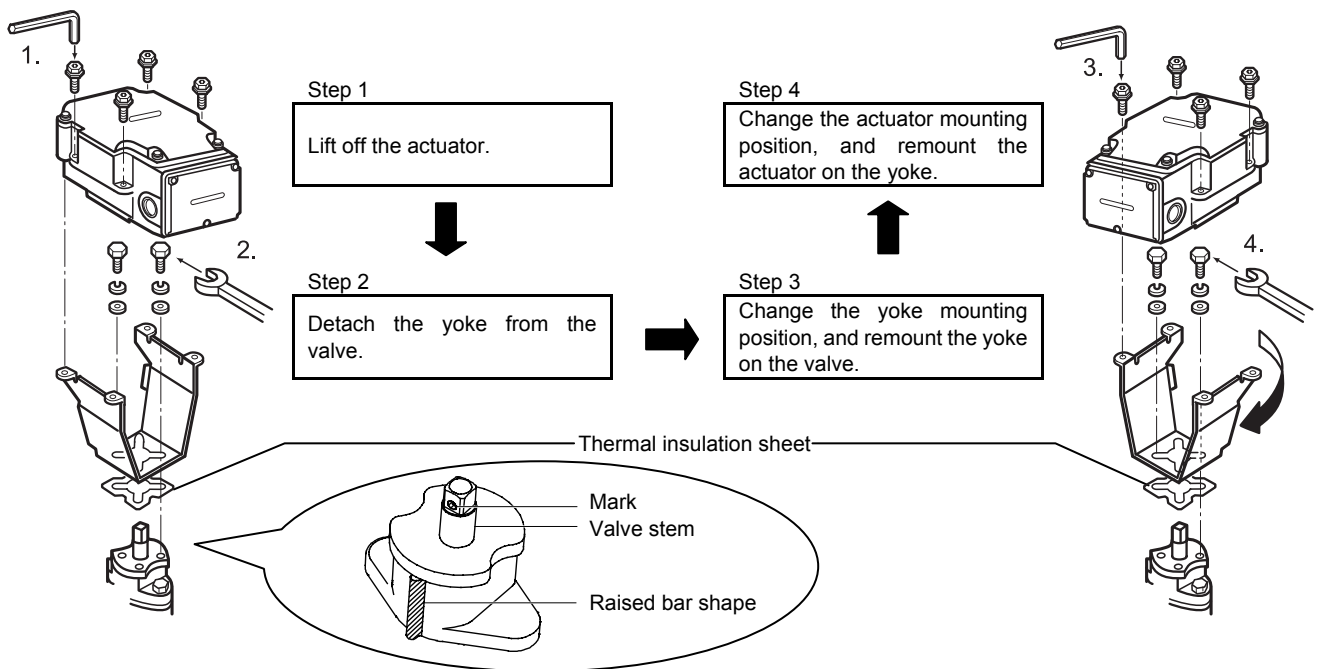 1.
2.
Step 1
Lift off the actuator.
Step 2
Detach the yoke from the
valve.
Step 4
Change the actuator mounting
position, and remount the
actuator on the yoke.
Step 3
Change the yoke mounting
position, and remount the yoke
on the valve.
3.
4.
Thermal insulation sheet
Mark
Valve stem
Raised bar shape